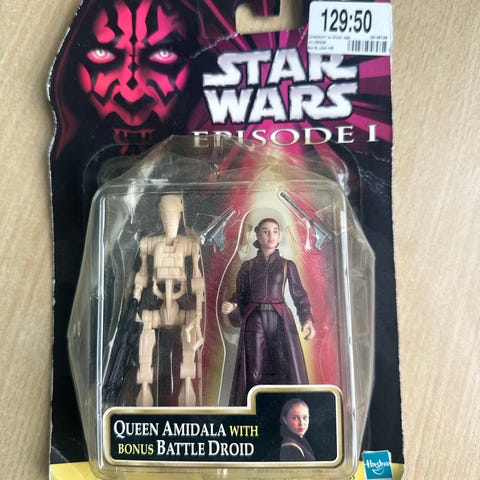 129:50
STAR
WARS
EPISODE I
QUEEN AMIDALA WITH
BONUS BATTLE DROID
Hasbro